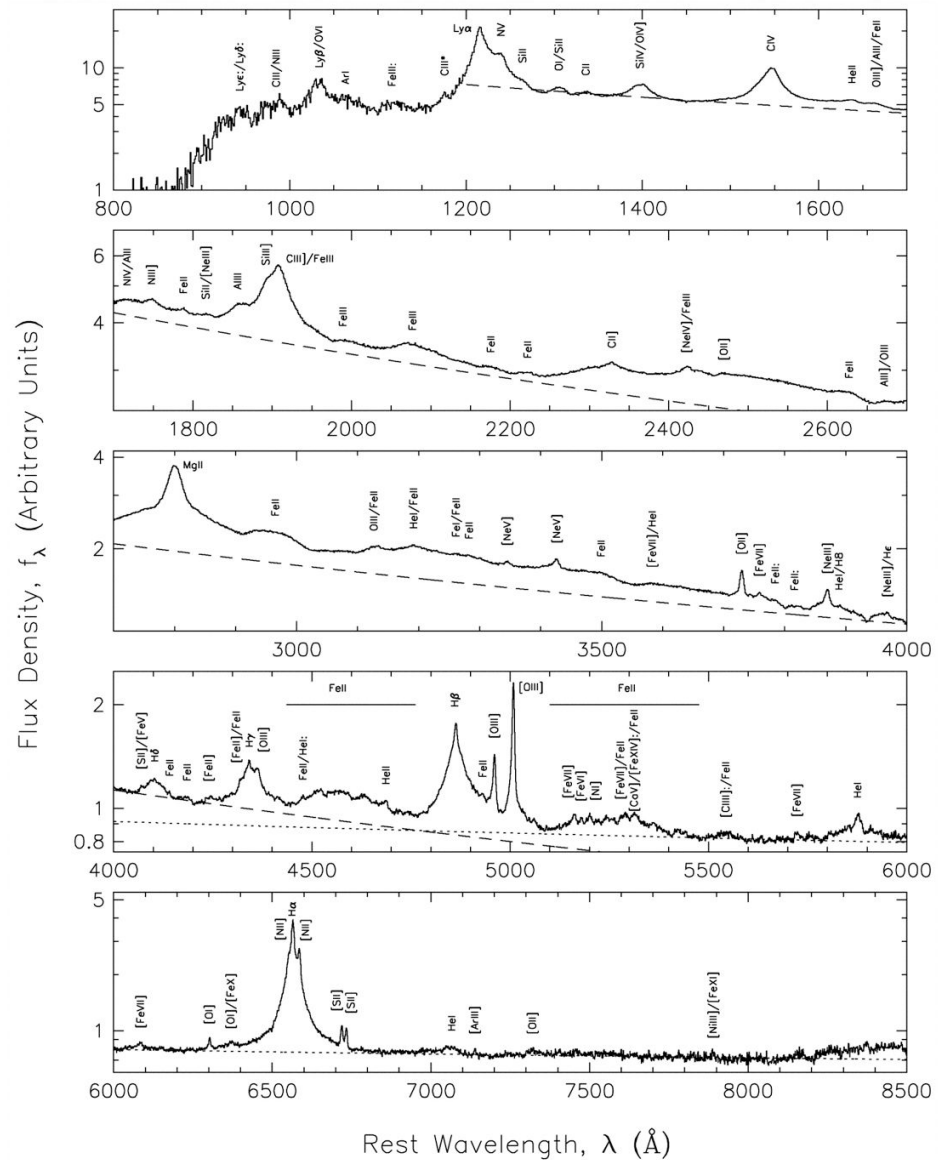 Lyε:/Lyδ:
CIII/NIII
Lyβ/OVI
ArI
FeIII:
CIII*
Lyα
NV
SiII
OI/SiII
CII
SiIV/OIV]
CIV
HeII
OIII]/AlII/FeII
10
5
1
800 1000 1200 1400 1600
NIV/AlII
NIII]
FeII
SiII/[NeIII]
AlIII
SiIII]
CIII]/FeIII
FeIII
FeIII
FeII
FeII
CII]
[NeIV]/FeIII
[OII]
FeII
AlII]/OIII
6
4
1800 2000 2200 2400 2600
MgII
FeII
OIII/FeII
HeI/FeII
FeI/FeII
FeII
[NeV]
[NeV]
FeII
[FeVII]/HeI
[OII]
[FeVII]
FeII:
FeII:
[NeIII]
HeI/H8
[NeIII]/Hε
4
2
3000 3500 4000
[SII]/[FeV]
Hδ
FeII
FeII
[FeII]
[FeII]/FeII
Hγ
[OIII]
FeII
FeII/HeI:
HeII
Hβ
FeII
[OIII]
[OIII]
FeII
[FeVII]
[FeVI]
[NI]
[FeVII]/FeII
[CaV]/[FeXIV]:/FeII
[ClIII]:/FeII
[FeVII]
HeI
2
1
0.8
4000 4500 5000 5500 6000
[FeVII]
[OI]
[OI]/[FeX]
[NII]
Hα
[NII]
[SII]
[SII]
HeI
[ArIII]
[OII]
[NiIII]/[FeXI]
5
1
6000 6500 7000 7500 8000 8500
Flux Density, fλ (Arbitrary Units)
Rest Wavelength, λ (Å)